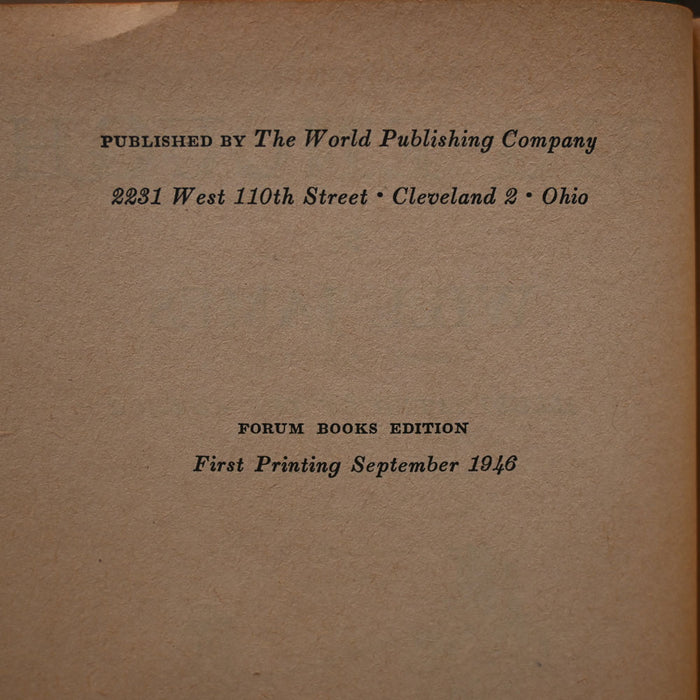 PUBLISHED BY The World Publishing Company
2231 West 110th Street • Cleveland 2 • Ohio
FORUM BOOKS EDITION
First Printing September 1946